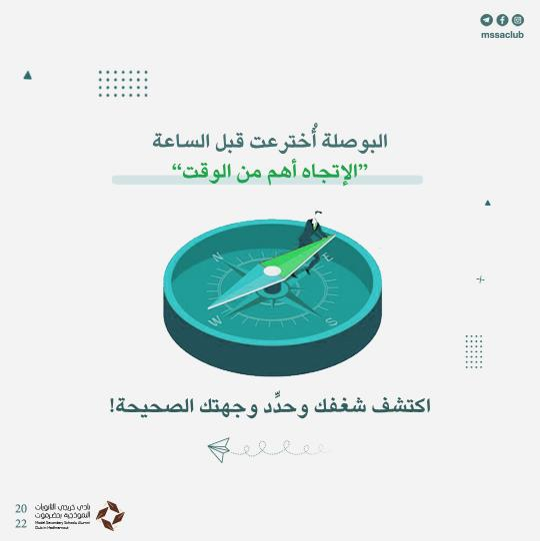 mssaclub
البوصلة أُخترعت قبل الساعة
”الإتجاه أهم من الوقت“
N
E
W
S
اكتشف شغفك وحدِّد وجهتك الصحيحة!
20
22
نادي خريجي الثانويات
النموذجية بحضرموت
Model Secondary Schools Alumni
Club in Hadhramout